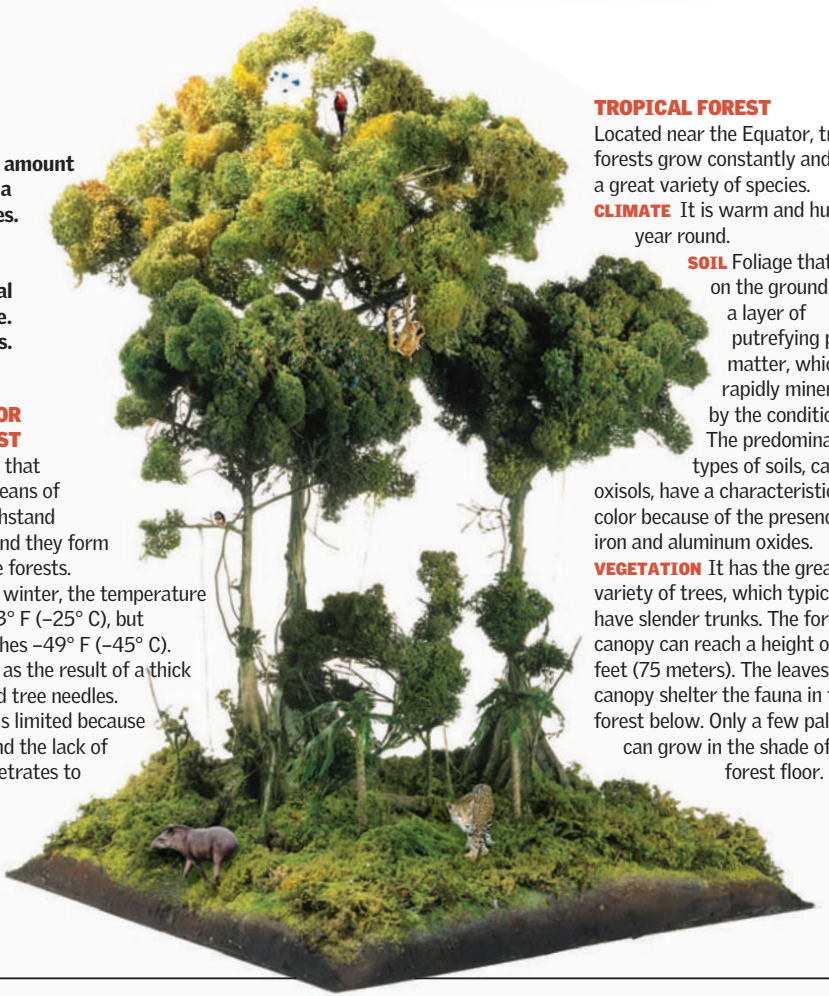 amount
a
es.
al
e.
s.
OR
ST
that
eans of
hstand
nd they form
e forests.
winter, the temperature
3° F (–25° C), but
hes –49° F (–45° C).
as the result of a thick
d tree needles.
s limited because
nd the lack of
etrates to
TROPICAL FOREST
Located near the Equator, tr
forests grow constantly and
a great variety of species.
CLIMATE It is warm and hu
year round.
SOIL Foliage that
on the ground
a layer of
putrefying p
matter, whic
rapidly miner
by the conditio
The predomina
types of soils, ca
oxisols, have a characteristic
color because of the presenc
iron and aluminum oxides.
VEGETATION It has the grea
variety of trees, which typic
have slender trunks. The for
canopy can reach a height o
feet (75 meters). The leaves
canopy shelter the fauna in t
forest below. Only a few pal
can grow in the shade of
forest floor.